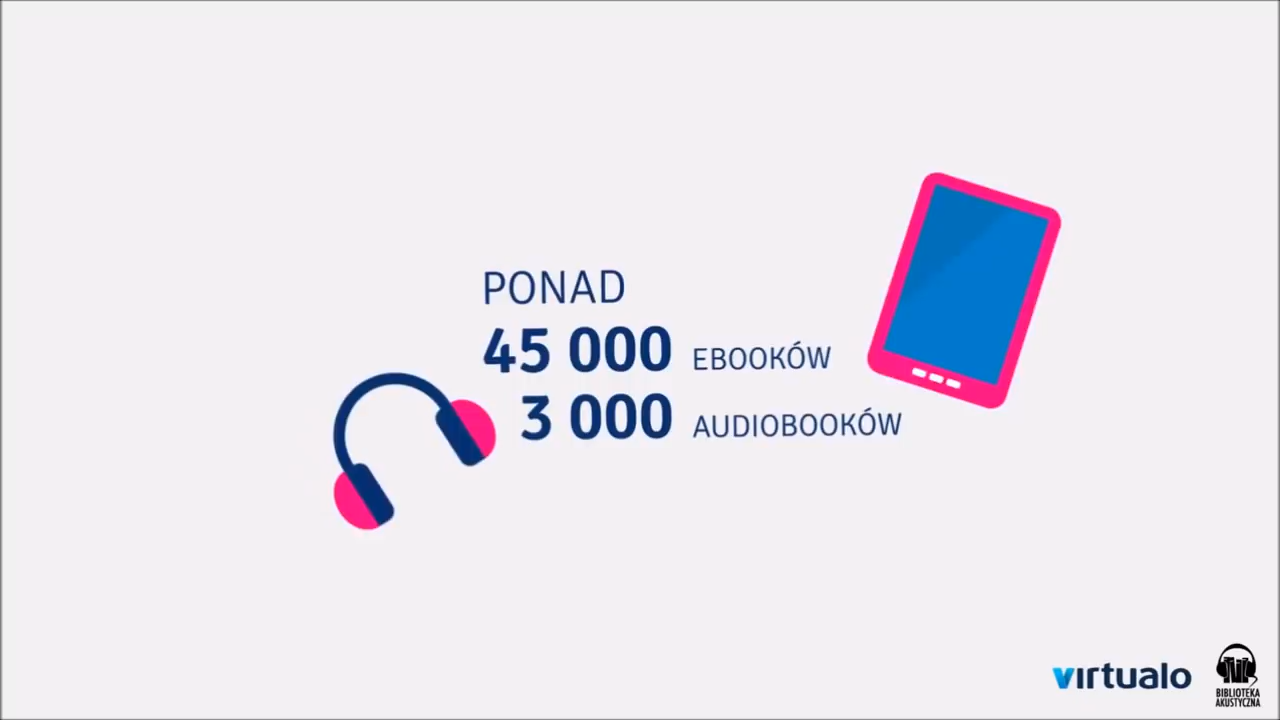 PONAD
45 000 EBOOKÓW
3 000 AUDIOBOOKÓW
virtualo
BIBLIOTEKA
AKUSTYCZNA